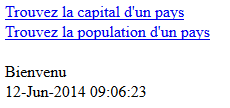 Trouvez la capital d'un pays
Trouvez la population d'un pays
Bienvenu
12-Jun-2014 09:06:23